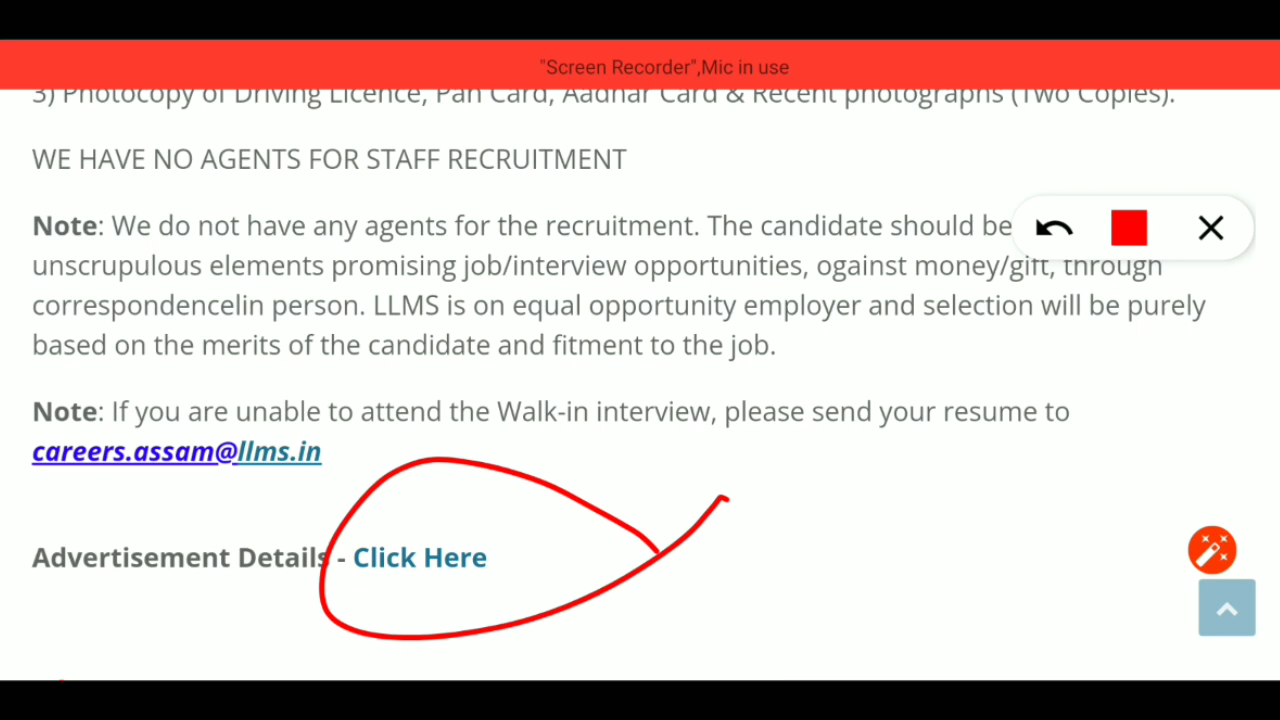 "Screen Recorder",Mic in use
3) Photocopy of Driving Licence, Pan Card, Aadhar Card & Recent photographs (Two Copies).
WE HAVE NO AGENTS FOR STAFF RECRUITMENT
Note: We do not have any agents for the recruitment. The candidate should be
unscrupulous elements promising job/interview opportunities, ogainst money/gift, through
correspondencelin person. LLMS is on equal opportunity employer and selection will be purely
based on the merits of the candidate and fitment to the job.
Note: If you are unable to attend the Walk-in interview, please send your resume to
careers.assam@llms.in
Advertisement Details - Click Here